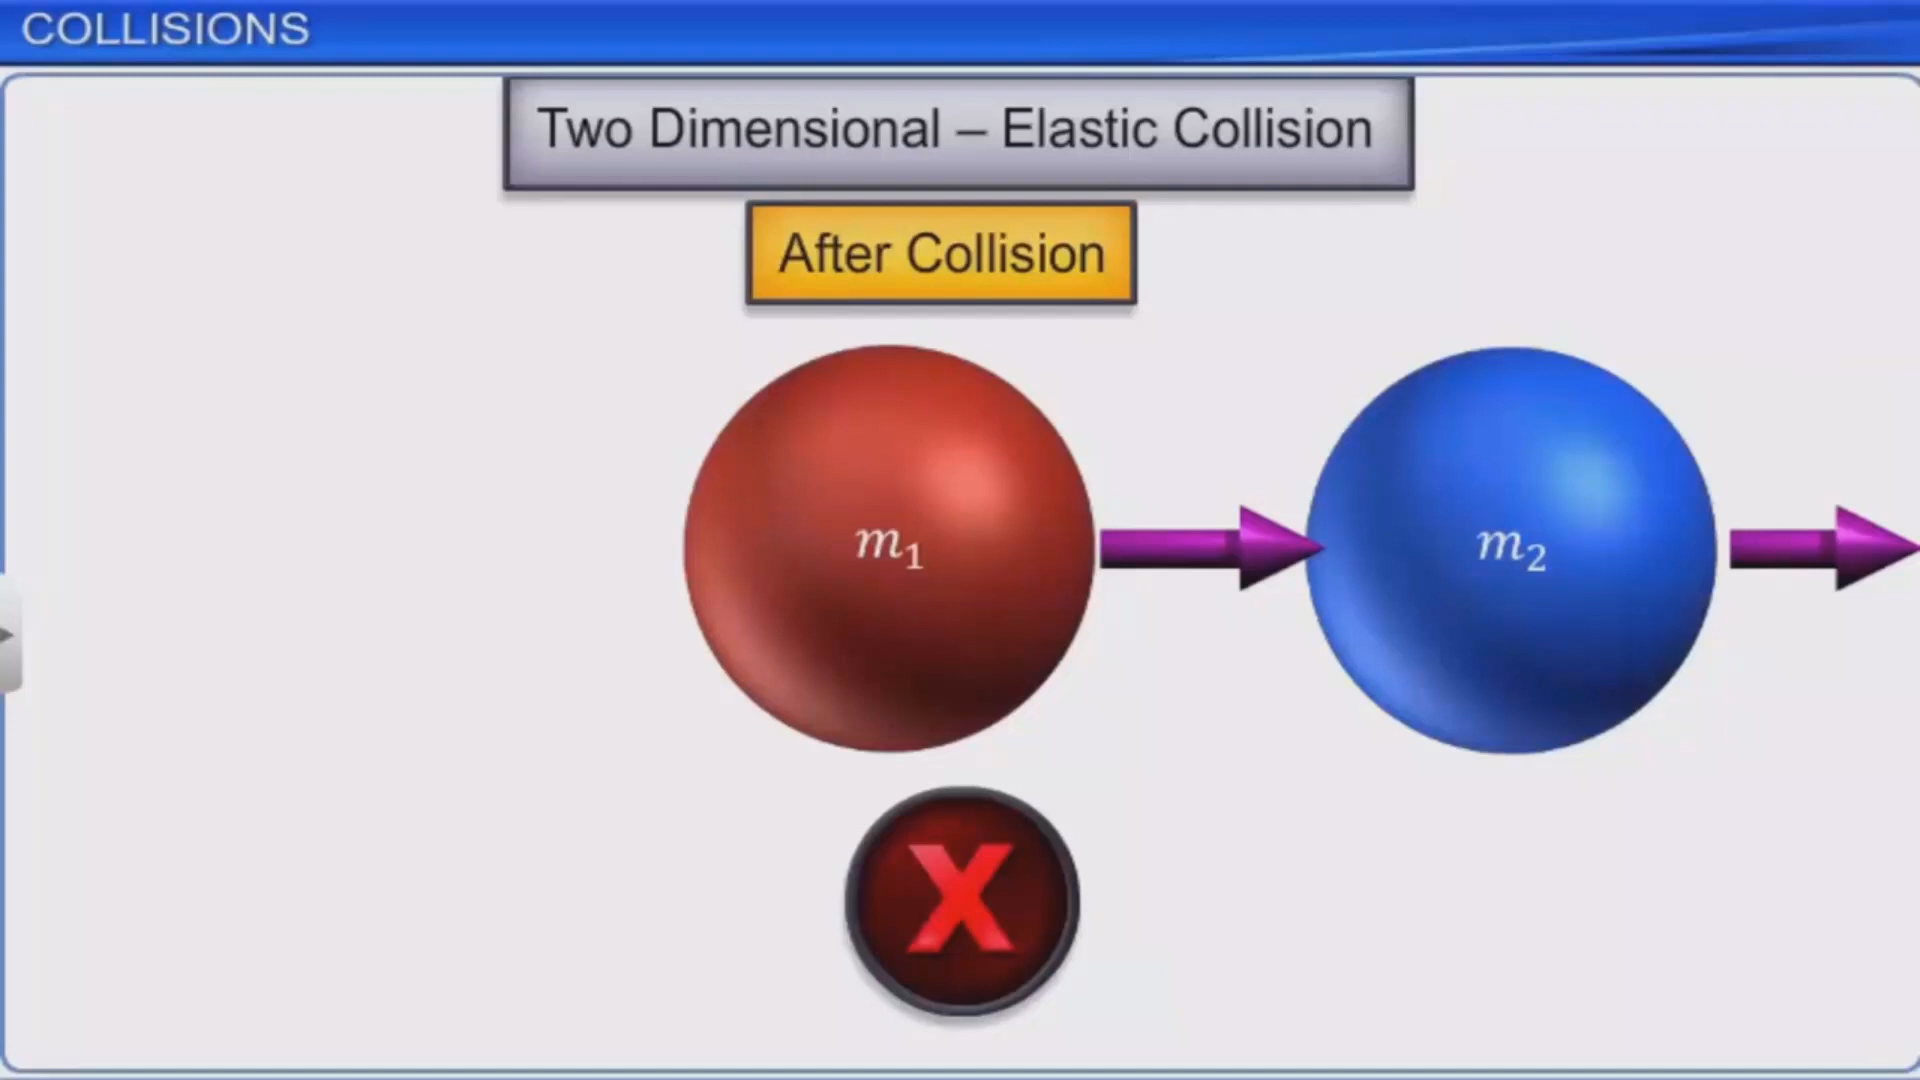 COLLISIONS
Two Dimensional – Elastic Collision
After Collision
m₁
m₂
X